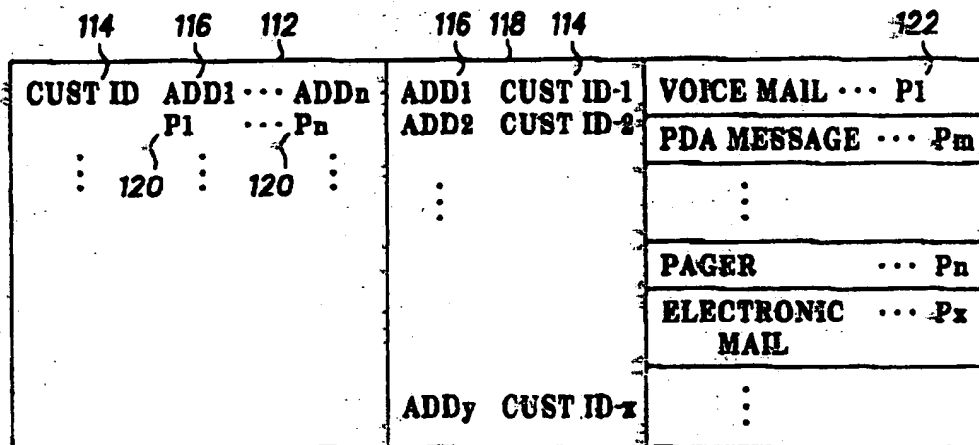 114 116 112 116 118 114 122
CUST ID ADD1 ··· ADDn ADD1 CUST ID-1 VOICE MAIL ··· P1
P1 ··· Pn ADD2 CUST ID-2 PDA MESSAGE ··· Pm
120 120
PAGER ··· Pn
ELECTRONIC ··· Px
MAIL
ADDy CUST ID-x